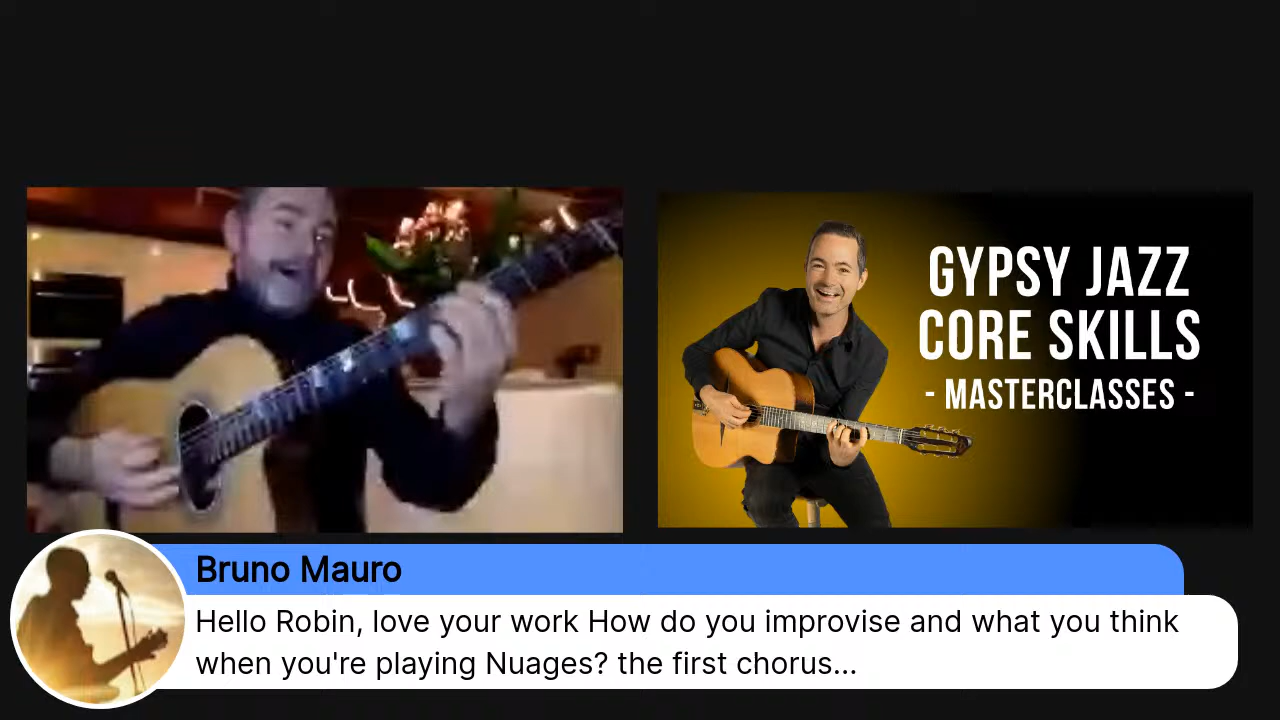 GYPSY JAZZ
CORE SKILLS
- MASTERCLASSES -
Bruno Mauro
Hello Robin, love your work How do you improvise and what you think
when you're playing Nuages? the first chorus...